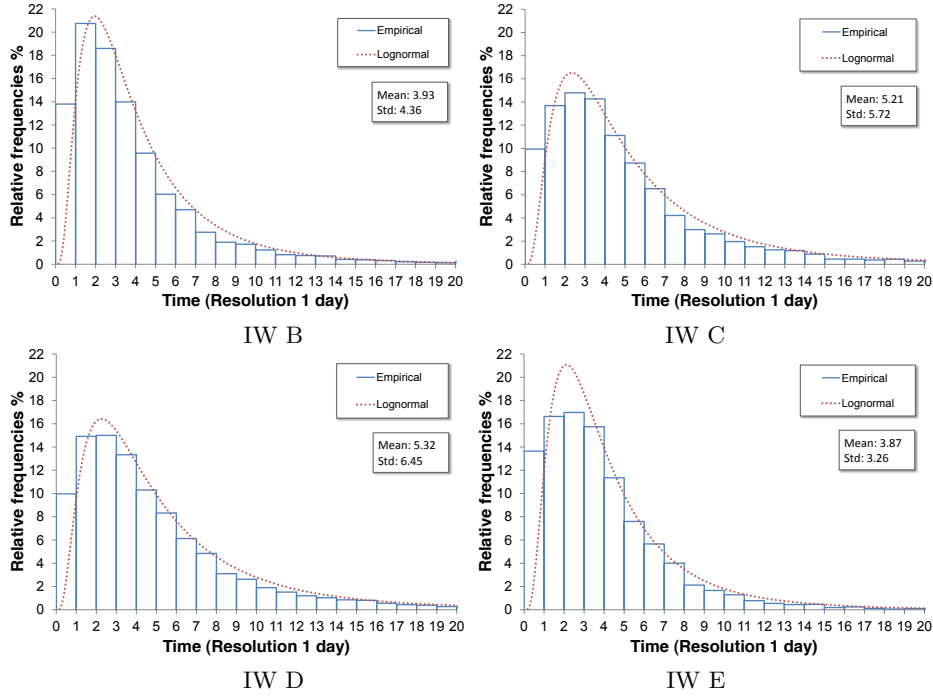 22
20
18
16
14
12
10
8
6
4
2
0
Relative frequencies %
Empirical
Lognormal
Mean: 3.93
Std: 4.36
0 1 2 3 4 5 6 7 8 9 10 11 12 13 14 15 16 17 18 19 20
Time (Resolution 1 day)
IW B
22
20
18
16
14
12
10
8
6
4
2
0
Relative frequencies %
Empirical
Lognormal
Mean: 5.21
Std: 5.72
0 1 2 3 4 5 6 7 8 9 10 11 12 13 14 15 16 17 18 19 20
Time (Resolution 1 day)
IW C
22
20
18
16
14
12
10
8
6
4
2
0
Relative frequencies %
Empirical
Lognormal
Mean: 5.32
Std: 6.45
0 1 2 3 4 5 6 7 8 9 10 11 12 13 14 15 16 17 18 19 20
Time (Resolution 1 day)
IW D
22
20
18
16
14
12
10
8
6
4
2
0
Relative frequencies %
Empirical
Lognormal
Mean: 3.87
Std: 3.26
0 1 2 3 4 5 6 7 8 9 10 11 12 13 14 15 16 17 18 19 20
Time (Resolution 1 day)
IW E